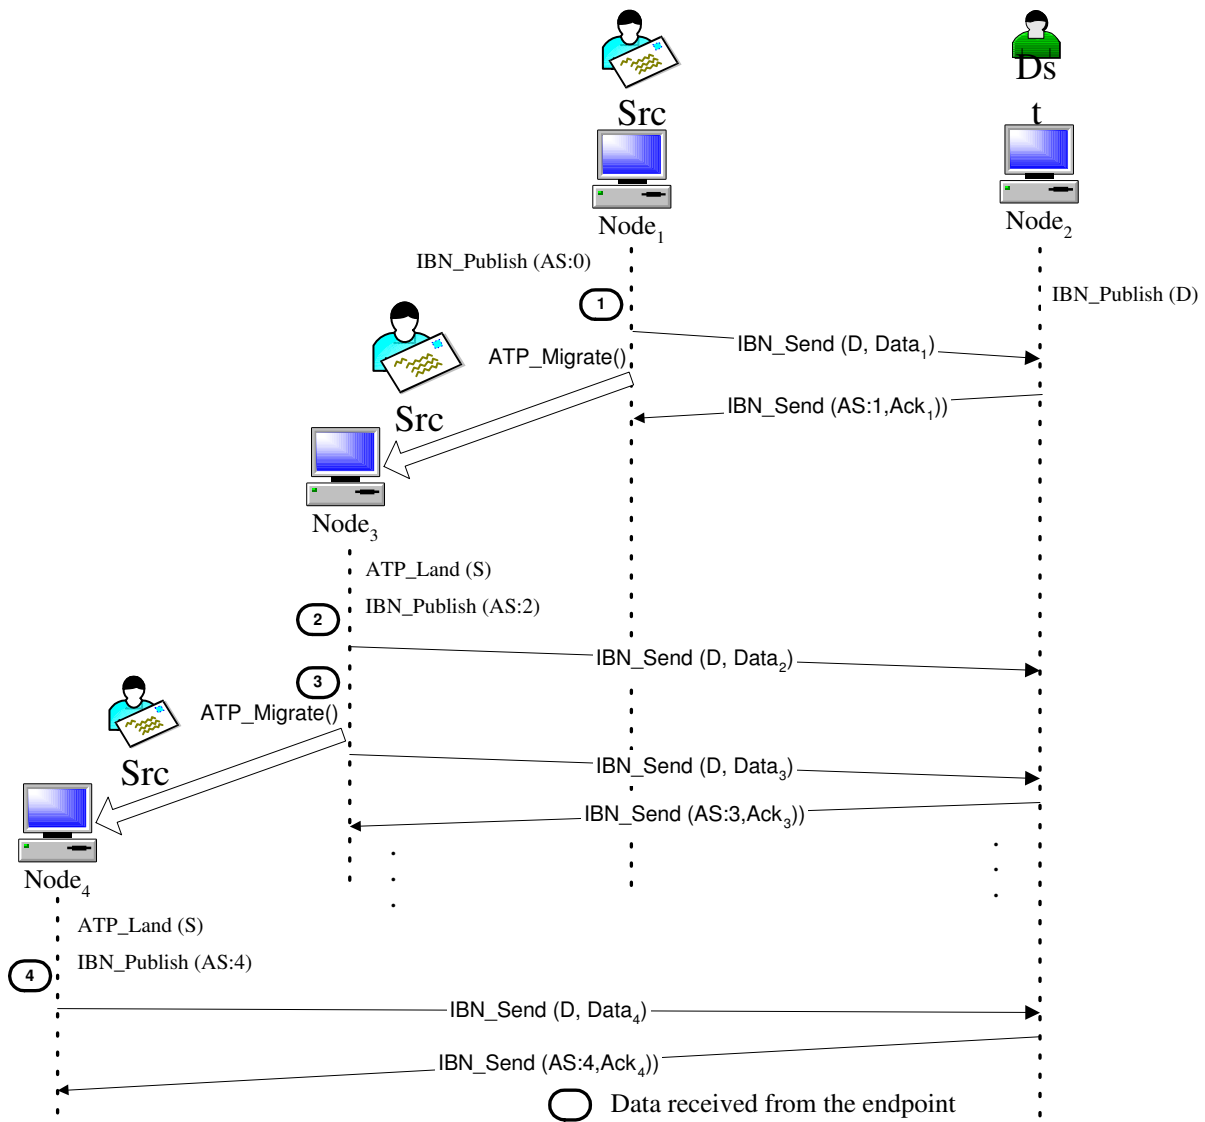 Dst
Src
Node1
Node2
IBN_Publish (AS:0)
IBN_Publish (D)
1
IBN_Send (D, Data1)
ATP_Migrate()
IBN_Send (AS:1,Ack1))
Src
Node3
ATP_Land (S)
IBN_Publish (AS:2)
2
IBN_Send (D, Data2)
3
ATP_Migrate()
IBN_Send (D, Data3)
Src
IBN_Send (AS:3,Ack3))
Node4
ATP_Land (S)
IBN_Publish (AS:4)
4
IBN_Send (D, Data4)
IBN_Send (AS:4,Ack4))
Data received from the endpoint